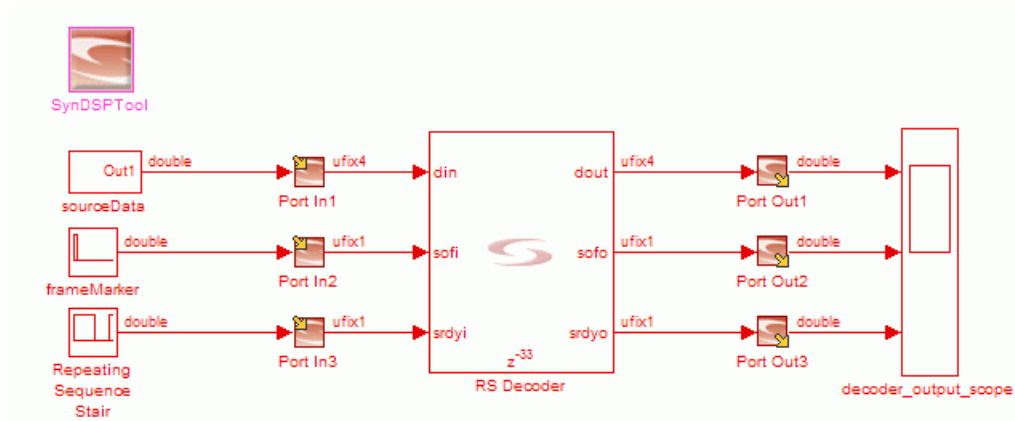 SynDSPTool
Out1
double
ufix4
din
dout
ufix4
double
sourceData
Port In1
Port Out1
double
ufix1
sofi
sofo
ufix1
double
frameMarker
Port In2
Port Out2
double
ufix1
srdyi
srdyo
ufix1
double
Repeating
Sequence
Stair
Port In3
z-33
RS Decoder
Port Out3
decoder_output_scope